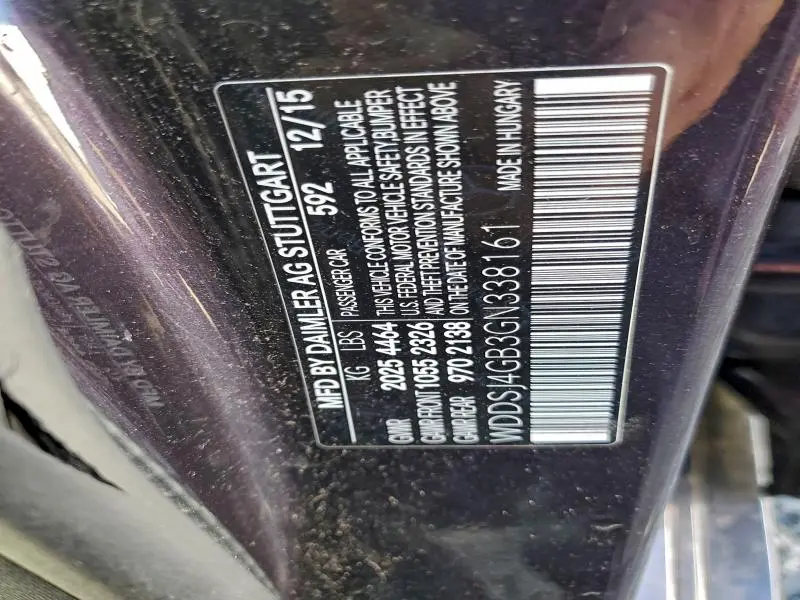 MFD BY DAIMLER AG STUTTGART
KG LBS PASSENGER CAR 592 12/15
GVWR 2025 4464 THIS VEHICLE CONFORMS TO ALL APPLICABLE
GAWR FRONT 1055 2326 U.S. FEDERAL MOTOR VEHICLE SAFETY, BUMPER
GAWR REAR 970 2138 AND THEFT PREVENTION STANDARDS IN EFFECT
ON THE DATE OF MANUFACTURE SHOWN ABOVE
WDDSJ4GB3GN338161 MADE IN HUNGARY